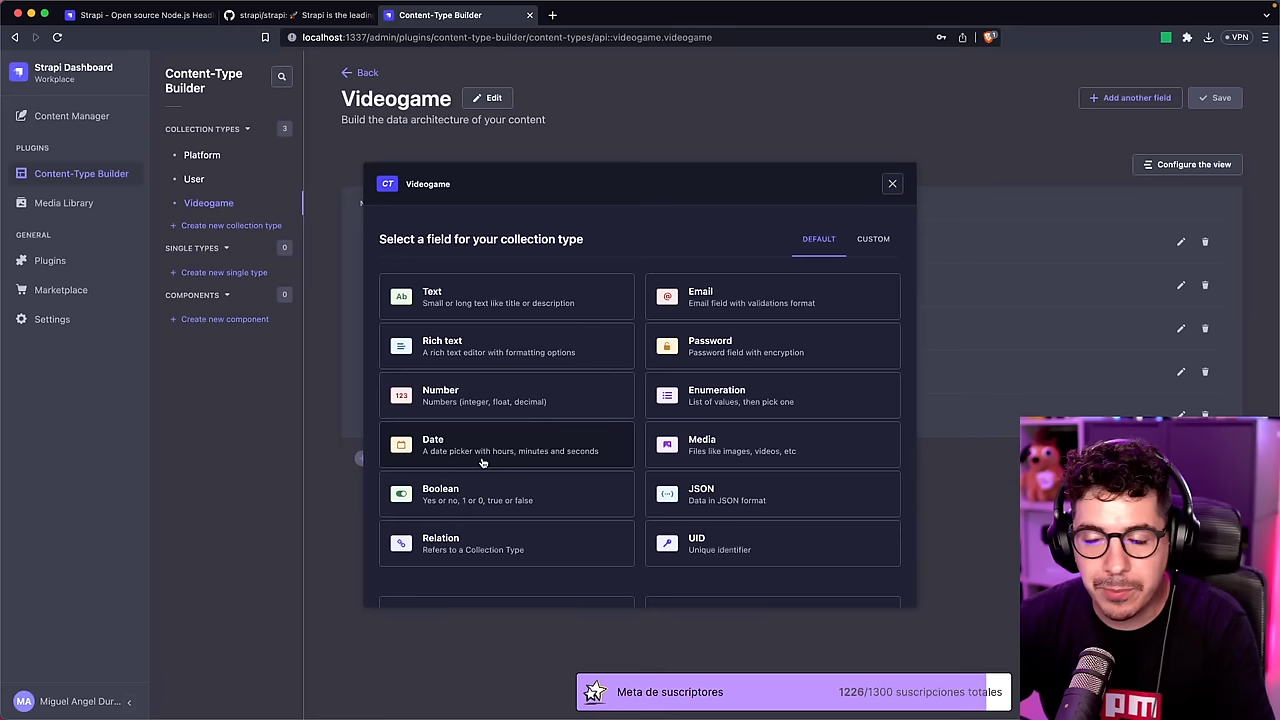 Strapi - Open source Node.js Head
strapi/strapi: 🚀 Strapi is the leading
Content-Type Builder
localhost:1337/admin/plugins/content-type-builder/content-types/api::videogame.videogame
VPN
Strapi Dashboard
Workplace
Content Manager
PLUGINS
Content-Type Builder
Media Library
GENERAL
Plugins
Marketplace
Settings
Miguel Angel Dur...
MA
Content-Type
Builder
COLLECTION TYPES
3
Platform
User
Videogame
+ Create new collection type
SINGLE TYPES
0
+ Create new single type
COMPONENTS
0
+ Create new component
Back
Videogame
Edit
Build the data architecture of your content
+ Add another field
Save
Configure the view
CT
Videogame
Select a field for your collection type
DEFAULT
CUSTOM
Ab
Text
Small or long text like title or description
@
Email
Email field with validations format
Rich text
A rich text editor with formatting options
Password
Password field with encryption
123
Number
Numbers (integer, float, decimal)
Enumeration
List of values, then pick one
Date
A date picker with hours, minutes and seconds
Media
Files like images, videos, etc
Boolean
Yes or no, 1 or 0, true or false
JSON
Data in JSON format
Relation
Refers to a Collection Type
UID
Unique identifier
Meta de suscriptores
1226/1300 suscripciones totales
pm